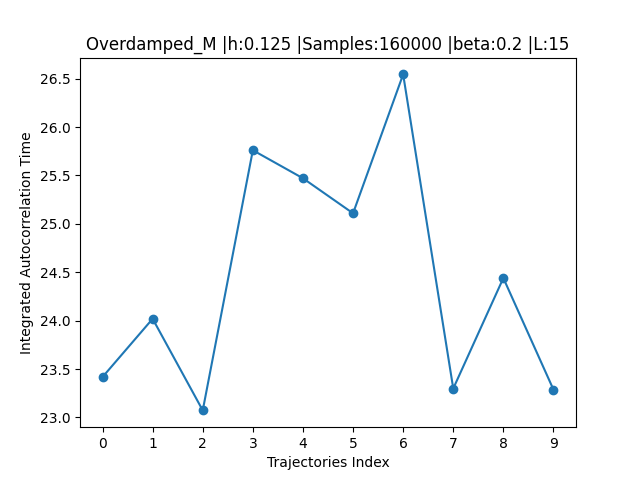 Overdamped_M |h:0.125 |Samples:160000 |beta:0.2 |L:15
Integrated Autocorrelation Time
26.5
26.0
25.5
25.0
24.5
24.0
23.5
23.0
0 1 2 3 4 5 6 7 8 9
Trajectories Index